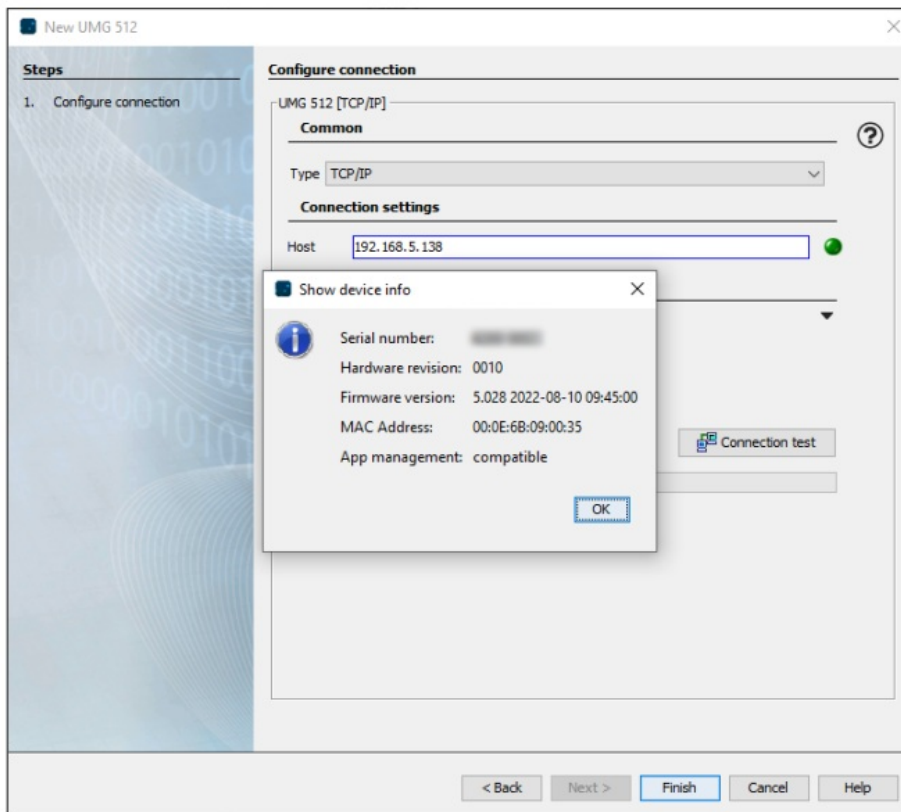 New UMG 512
Steps
1. Configure connection
Configure connection
UMG 512 [TCP/IP]
Common
Type TCP/IP
Connection settings
Host 192.168.5.138
Show device info
Serial number:
Hardware revision: 0010
Firmware version: 5.028 2022-08-10 09:45:00
MAC Address: 00:0E:6B:09:00:35
App management: compatible
OK
Connection test
< Back Next > Finish Cancel Help